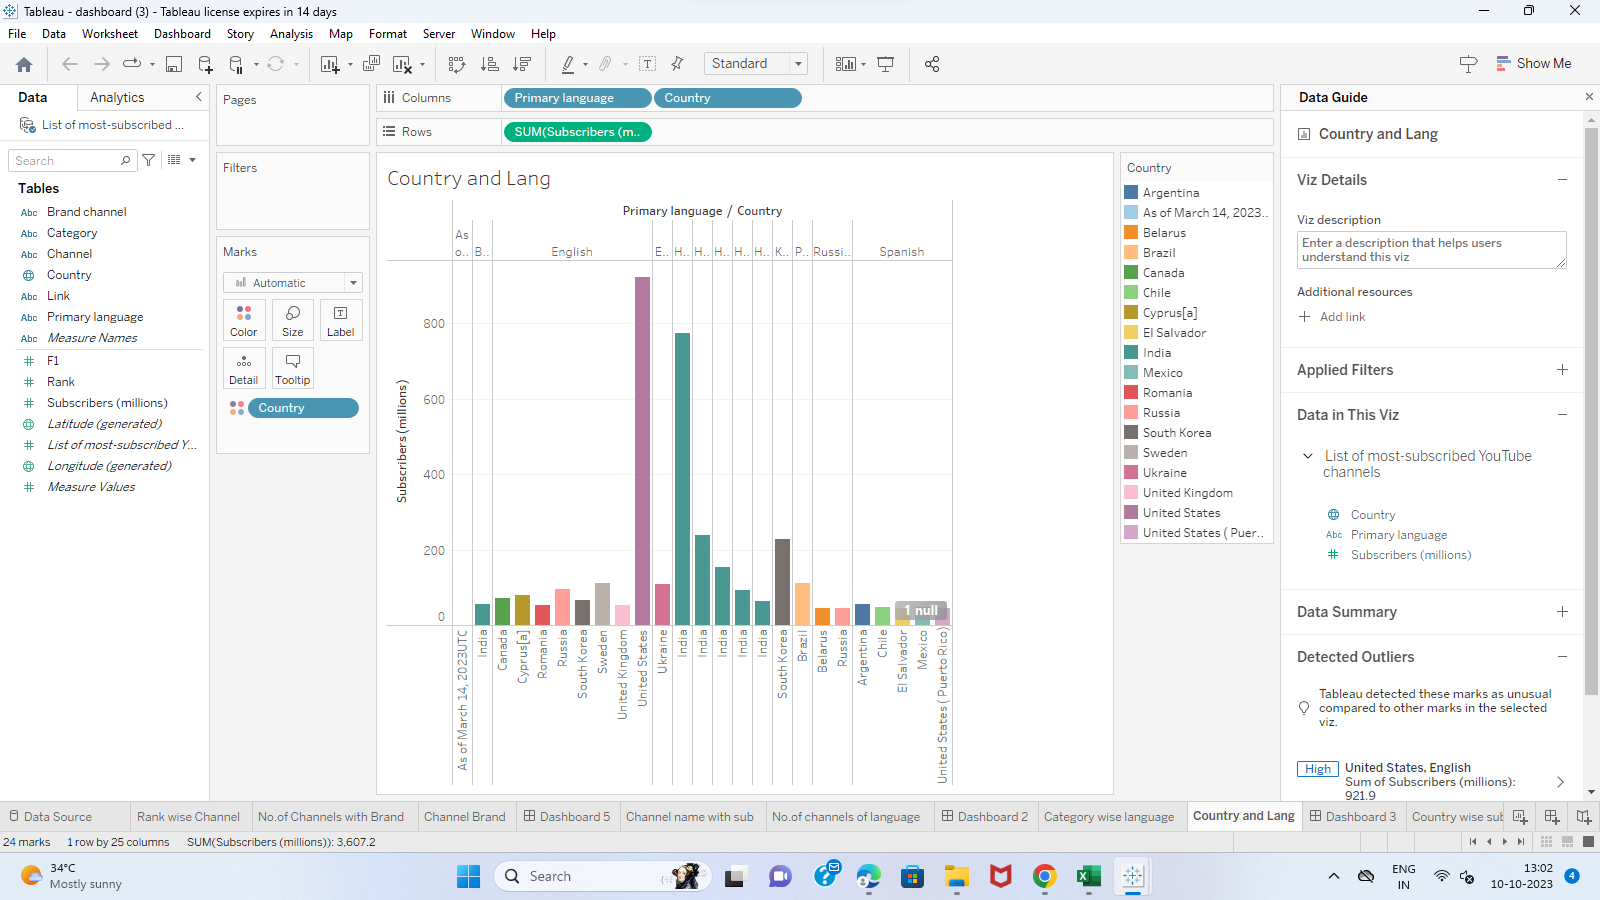 Tableau - dashboard (3) - Tableau license expires in 14 days
File Data Worksheet Dashboard Story Analysis Map Format Server Window Help
Standard
Show Me
Data Analytics
List of most-subscribed ...
Search
Tables
Abc Brand channel
Abc Category
Abc Channel
Country
Abc Link
Abc Primary language
Abc Measure Names
F1
Rank
Subscribers (millions)
Latitude (generated)
List of most-subscribed Y...
Longitude (generated)
Measure Values
Pages
Filters
Marks
Automatic
Color Size Label
Detail Tooltip
Country
Columns Primary language Country
Rows SUM(Subscribers (m..
Country and Lang
Primary language / Country
As o.. B.. English E.. H.. H.. H.. H.. H.. K.. P.. Russi.. Spanish
Subscribers (millions)
800
600
400
200
0
1 null
As of March 14, 2023UTC
India
Canada
Cyprus[a]
Romania
Russia
South Korea
Sweden
United Kingdom
United States
Ukraine
India
India
India
India
India
South Korea
Brazil
Belarus
Russia
Argentina
Chile
El Salvador
Mexico
United States ( Puerto Rico)
Country
Argentina
As of March 14, 2023..
Belarus
Brazil
Canada
Chile
Cyprus[a]
El Salvador
India
Mexico
Romania
Russia
South Korea
Sweden
Ukraine
United Kingdom
United States
United States ( Puer..
Data Guide
Country and Lang
Viz Details
Viz description
Enter a description that helps users
understand this viz
Additional resources
Add link
Applied Filters
Data in This Viz
List of most-subscribed YouTube
channels
Country
Abc Primary language
Subscribers (millions)
Data Summary
Detected Outliers
Tableau detected these marks as unusual
compared to other marks in the selected
viz.
High United States, English
Sum of Subscribers (millions):
921.9
Data Source Rank wise Channel No.of Channels with Brand Channel Brand Dashboard 5 Channel name with sub No.of channels of language Dashboard 2 Category wise language Country and Lang Dashboard 3 Country wise sub
24 marks 1 row by 25 columns SUM(Subscribers (millions)): 3,607.2
34°C
Mostly sunny
Search
ENG
IN
13:02
10-10-2023
4